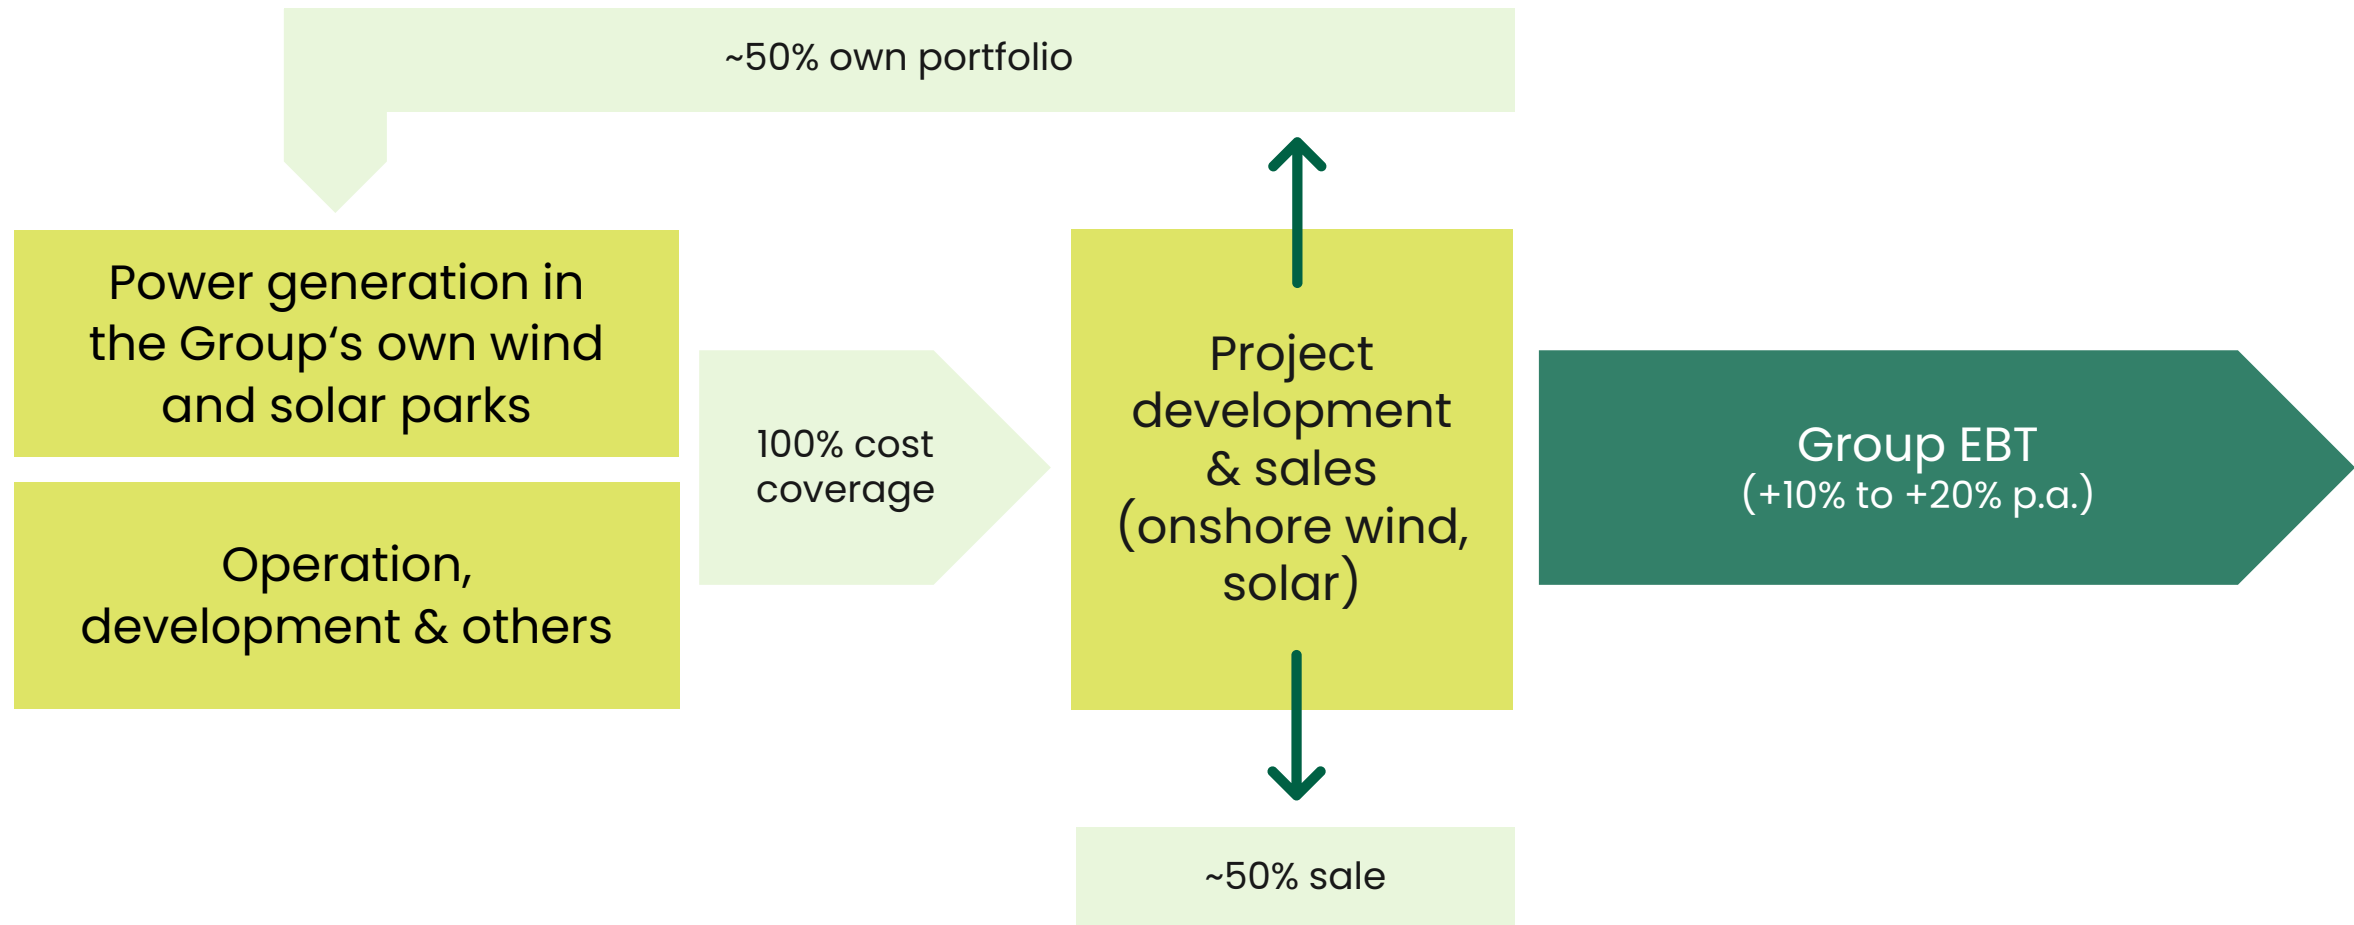 ~50% own portfolio
Power generation in
the Group‘s own wind
and solar parks
Operation,
development & others
100% cost
coverage
Project
development
& sales
(onshore wind,
solar)
Group EBT
(+10% to +20% p.a.)
~50% sale